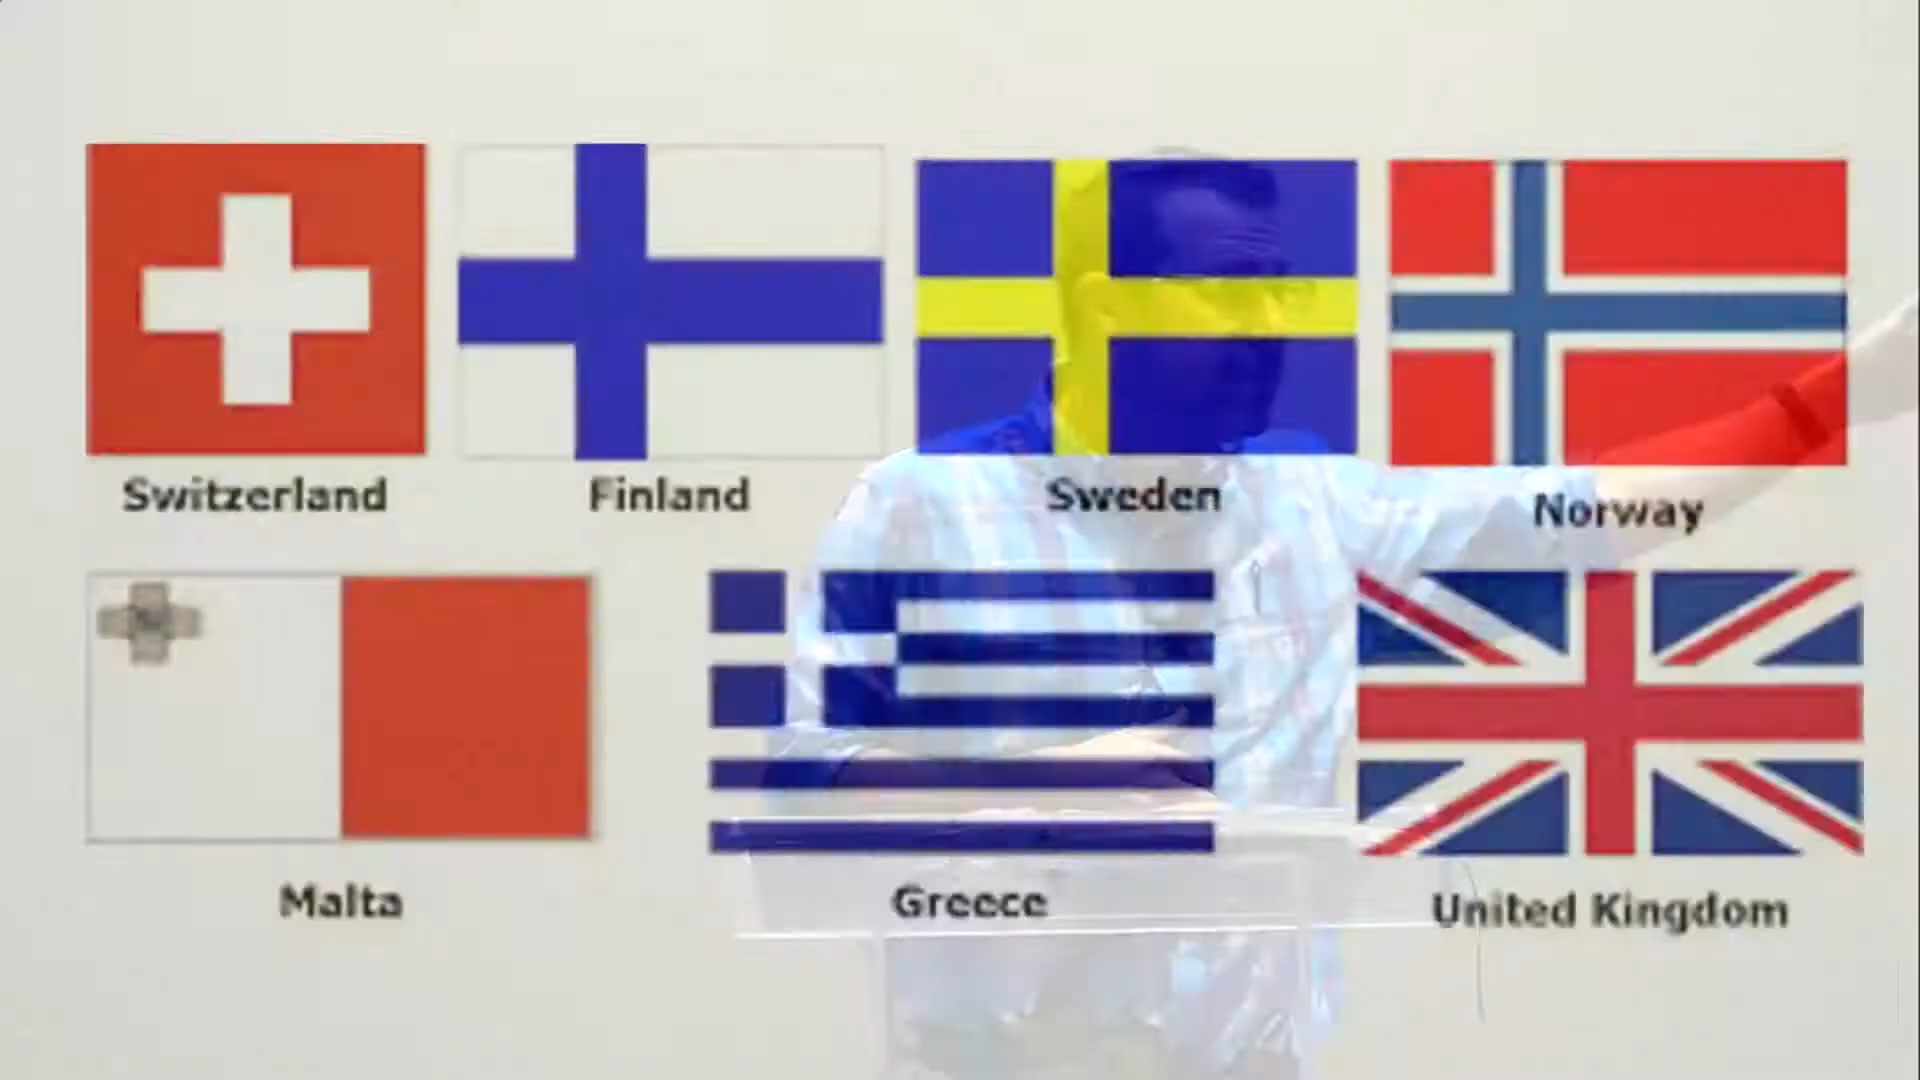 Switzerland
Finland
Sweden
Norway
Malta
Greece
United Kingdom